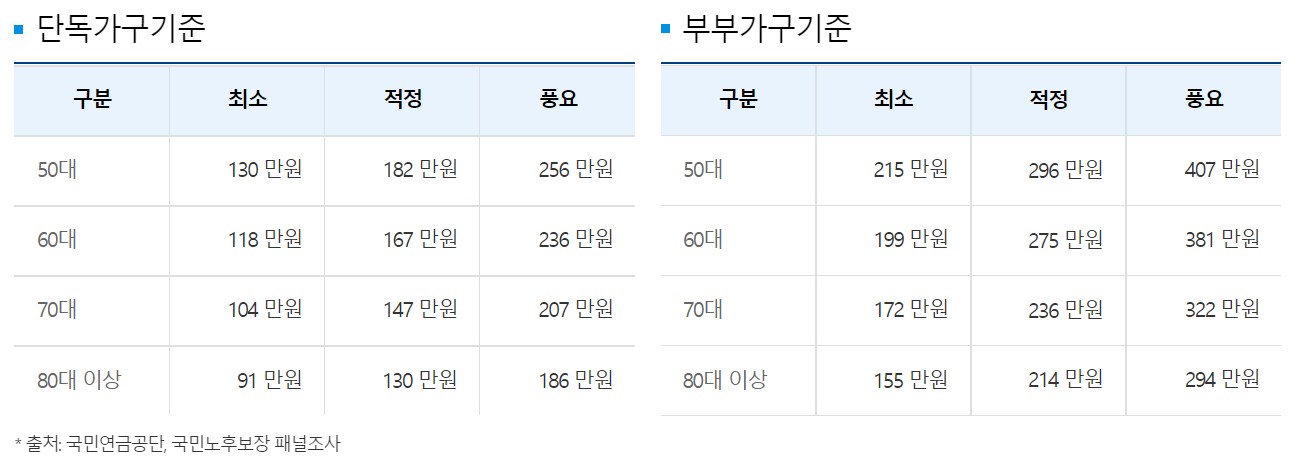 단독가구기준
구분 최소 적정 풍요
50대 130 만원 182 만원 256 만원
60대 118 만원 167 만원 236 만원
70대 104 만원 147 만원 207 만원
80대 이상 91 만원 130 만원 186 만원
부부가구기준
구분 최소 적정 풍요
50대 215 만원 296 만원 407 만원
60대 199 만원 275 만원 381 만원
70대 172 만원 236 만원 322 만원
80대 이상 155 만원 214 만원 294 만원
* 출처: 국민연금공단, 국민노후보장 패널조사